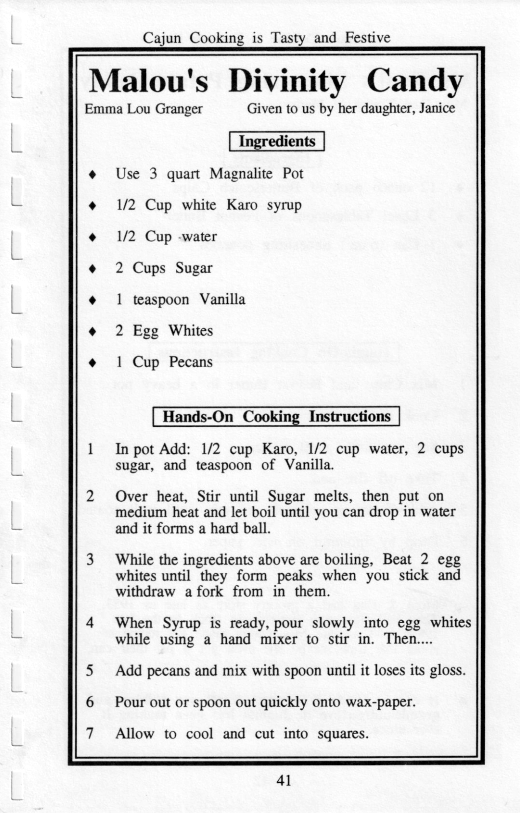 Cajun Cooking is Tasty and Festive
Malou's Divinity Candy
Emma Lou Granger Given to us by her daughter, Janice
Ingredients
♦ Use 3 quart Magnalite Pot
♦ 1/2 Cup white Karo syrup
♦ 1/2 Cup water
♦ 2 Cups Sugar
♦ 1 teaspoon Vanilla
♦ 2 Egg Whites
♦ 1 Cup Pecans
Hands-On Cooking Instructions
1 In pot Add: 1/2 cup Karo, 1/2 cup water, 2 cups
sugar, and teaspoon of Vanilla.
2 Over heat, Stir until Sugar melts, then put on
medium heat and let boil until you can drop in water
and it forms a hard ball.
3 While the ingredients above are boiling, Beat 2 egg
whites until they form peaks when you stick and
withdraw a fork from in them.
4 When Syrup is ready, pour slowly into egg whites
while using a hand mixer to stir in. Then....
5 Add pecans and mix with spoon until it loses its gloss.
6 Pour out or spoon out quickly onto wax-paper.
7 Allow to cool and cut into squares.
41